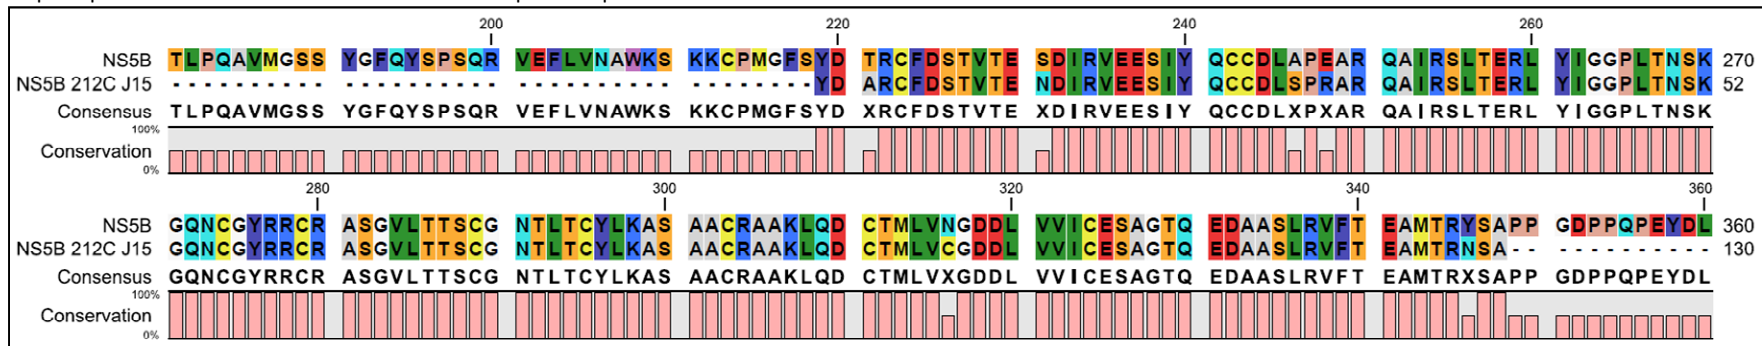 200 220 240 260
NS5B TLPQAVMGSS YGFQYSPSQR VEFLVNAWKS KKCPMGFSYD TRCFDSTVTE SDIRVEESIY QCCDLAPEAR QAIRSLTERL YIGGPLTNSK 270
NS5B 212C J15 - - - - - - - - - - - - - - - - - - - - - - - - - - - - - - - - - - - - - - YD ARCFDSTVTE NDIRVEESIY QCCDLSPRAR QAIRSLTERL YIGGPLTNSK 52
Consensus TLPQAVMGSS YGFQYSPSQR VEFLVNAWKS KKCPMGFSYD XRCFDSTVTE XDIRVEESIY QCCDLXPXAR QAIRSLTERL YIGGPLTNSK
100%
Conservation
0%
280 300 320 340 360
NS5B GQNCGYRRCR ASGVLTTSCG NTLTCYLKAS AACRAAKLQD CTMLVNGDDL VVICESAGTQ EDAASLRVFT EAMTRYSAPP GDPPQPEYDL 360
NS5B 212C J15 GQNCGYRRCR ASGVLTTSCG NTLTCYLKAS AACRAAKLQD CTMLVCGDDL VVICESAGTQ EDAASLRVFT EAMTRNSA- - - - - - - - - - - - 130
Consensus GQNCGYRRCR ASGVLTTSCG NTLTCYLKAS AACRAAKLQD CTMLVXGDDL VVICESAGTQ EDAASLRVFT EAMTRXSAPP GDPPQPEYDL
100%
Conservation
0%